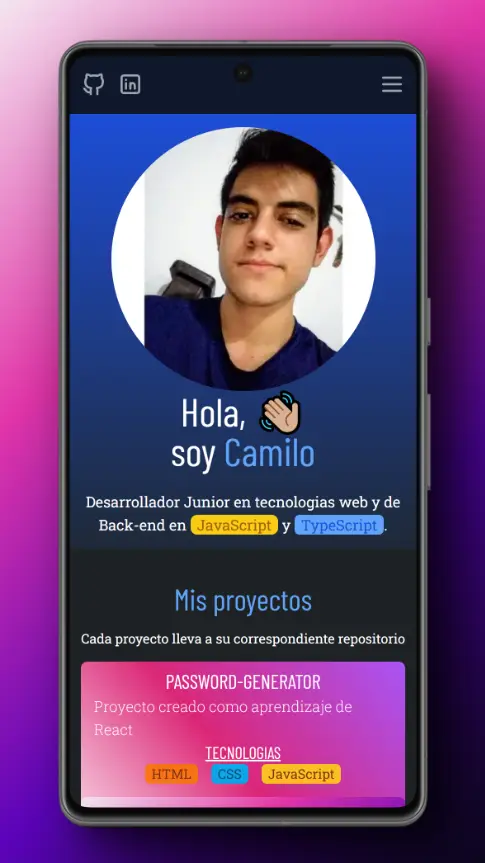 Hola, 👋
soy Camilo
Desarrollador Junior en tecnologias web y de
Back-end en JavaScript y TypeScript.
Mis proyectos
Cada proyecto lleva a su correspondiente repositorio
PASSWORD-GENERATOR
Proyecto creado como aprendizaje de
React
TECNOLOGIAS
HTML CSS JavaScript